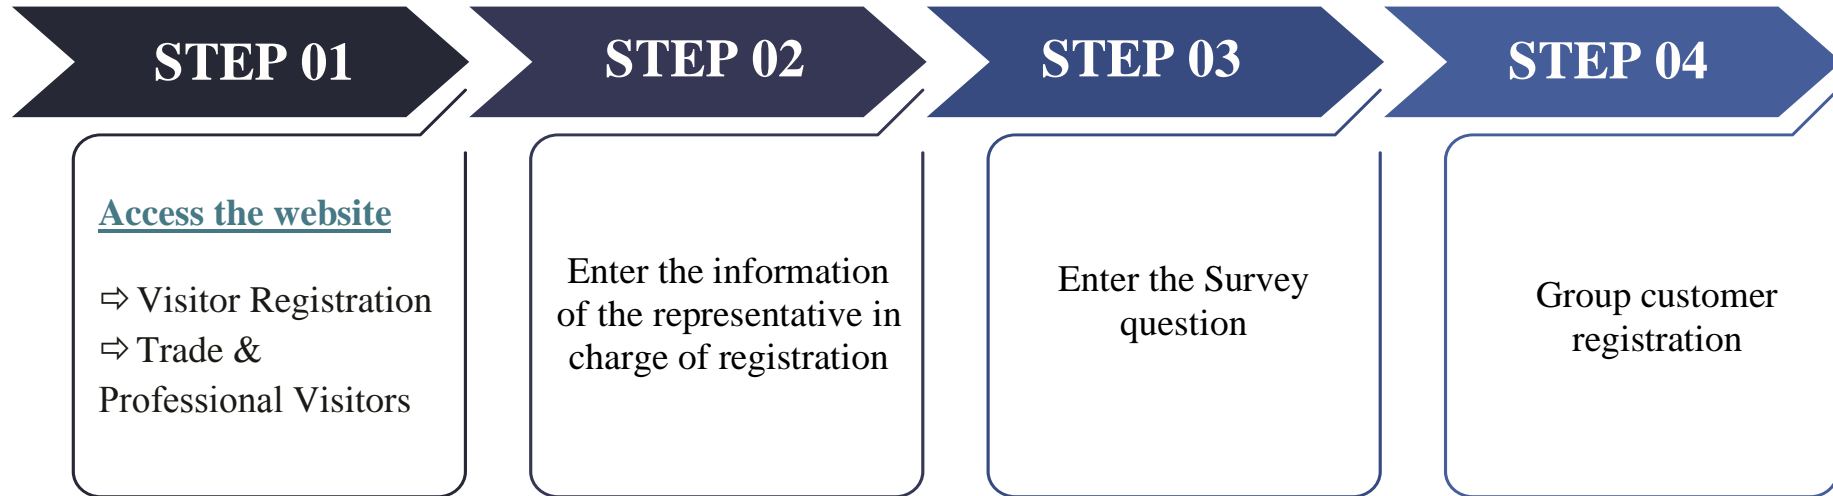 STEP 01
Access the website
⇨ Visitor Registration
⇨ Trade &
Professional Visitors
STEP 02
Enter the information
of the representative in
charge of registration
STEP 03
Enter the Survey
question
STEP 04
Group customer
registration